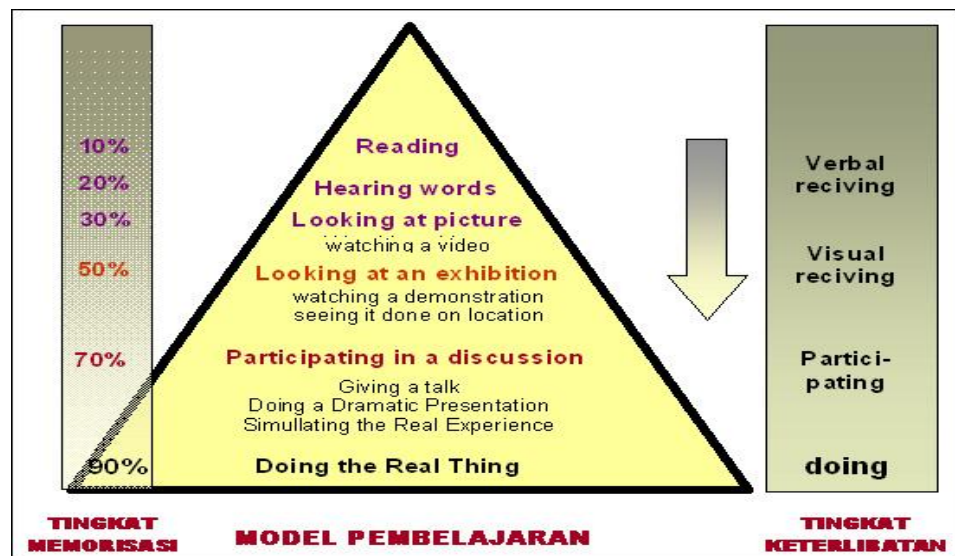 10%
Reading
20%
Hearing words
30%
Looking at picture
watching a video
50%
Looking at an exhibition
watching a demonstration
seeing it done on location
70%
Participating in a discussion
Giving a talk
Doing a Dramatic Presentation
Simullating the Real Experience
90%
Doing the Real Thing
Verbal
reciving
Visual
reciving
Partici-
pating
doing
TINGKAT
MEMORISASI
MODEL PEMBELAJARAN
TINGKAT
KETERLIBATAN